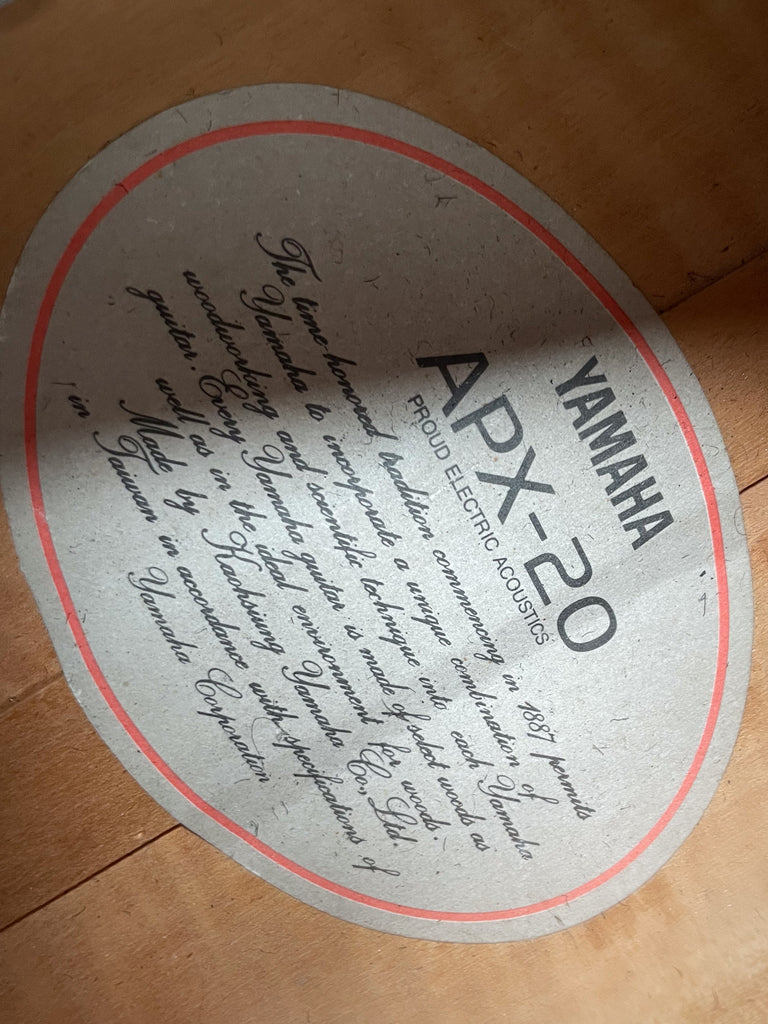 YAMAHA
APX-20
PROUD ELECTRIC ACOUSTICS
The time-honored tradition commencing in 1887 permits
Yamaha to incorporate a unique combination of
woodworking and scientific technique into each Yamaha
guitar. Every Yamaha guitar is made of select woods as
well as in the ideal environment for woods.
Made by Kaohsiung Yamaha Co., Ltd.
in Taiwan in accordance with specifications of
Yamaha Corporation